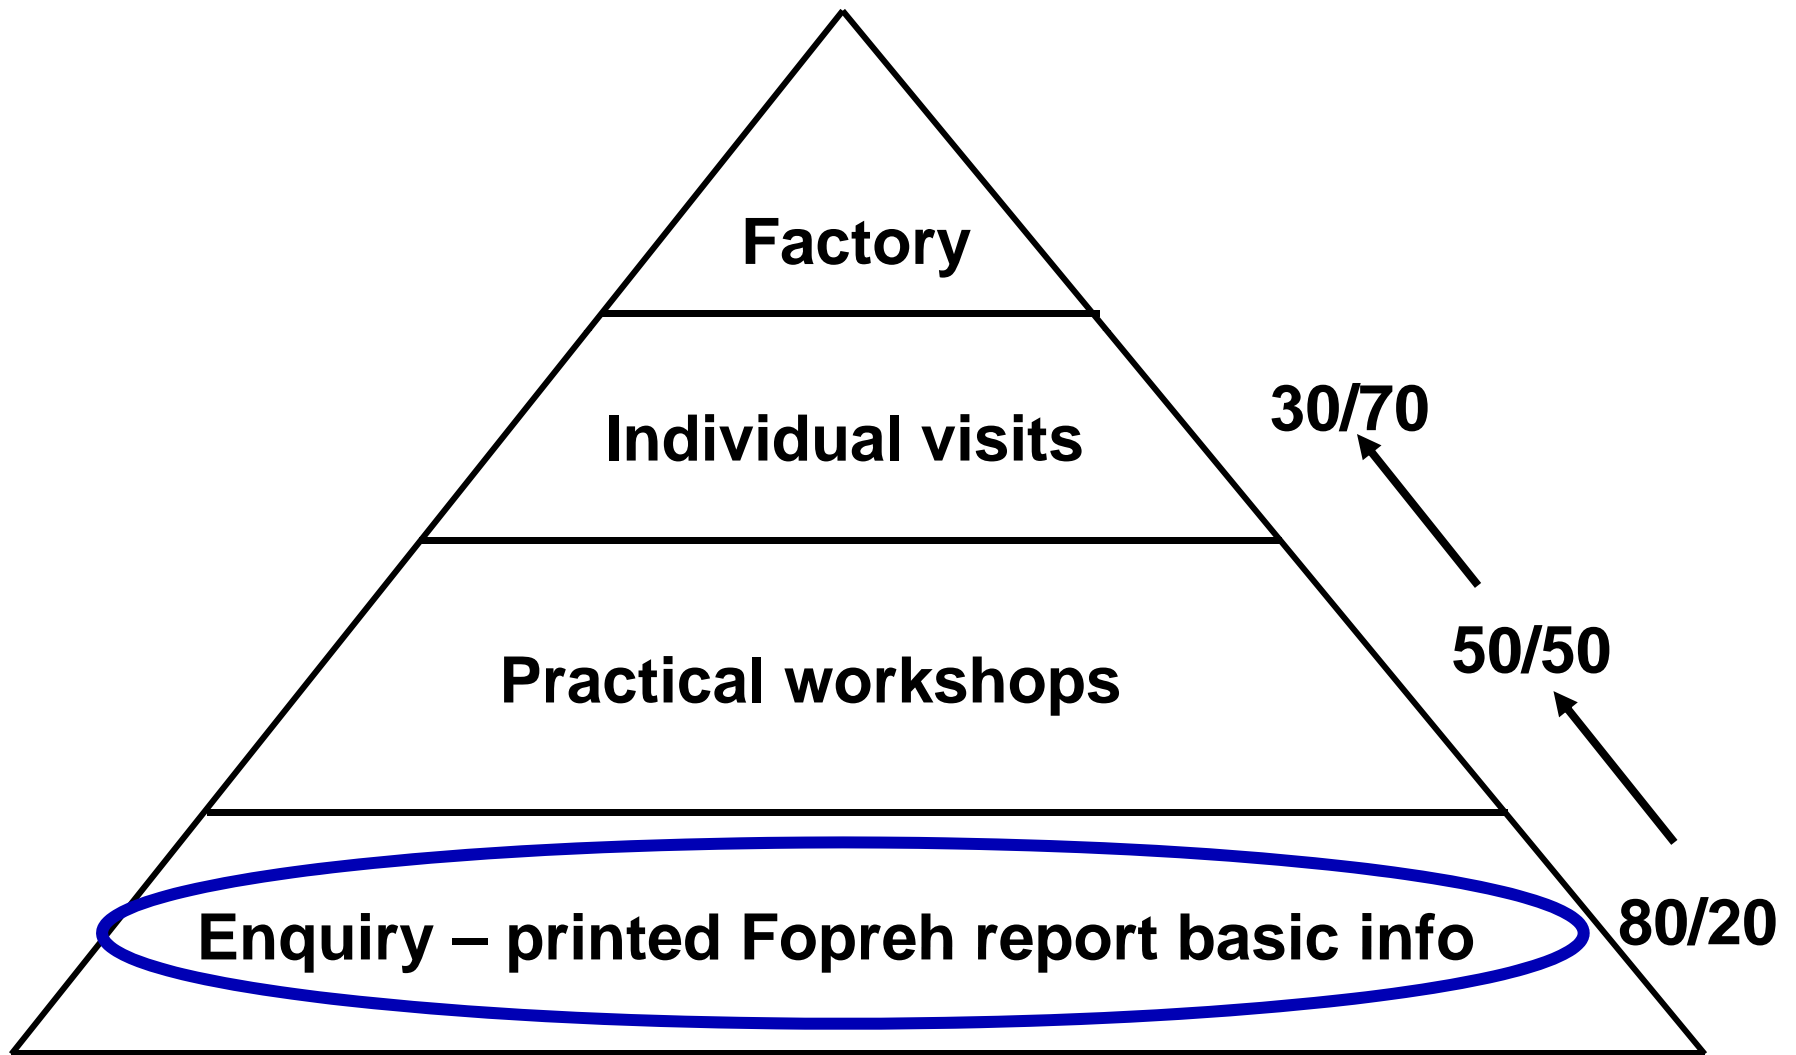 Factory
Individual visits
30/70
Practical workshops
50/50
Enquiry – printed Fopreh report basic info
80/20